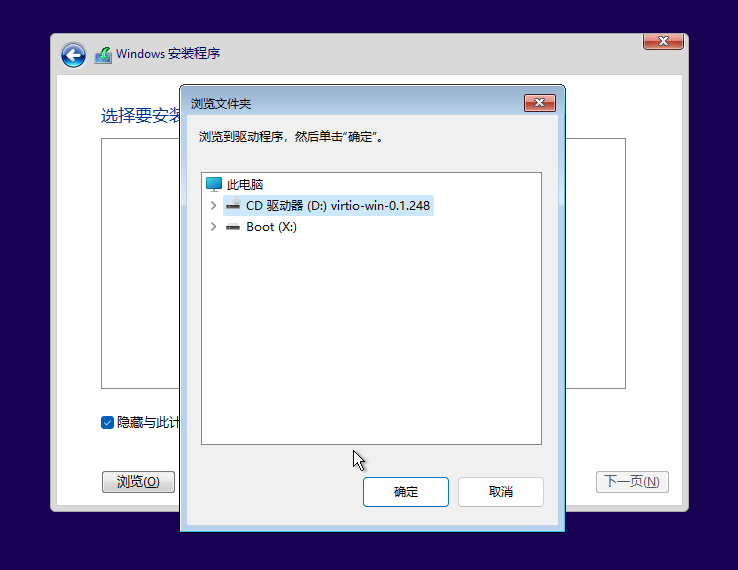 Windows 安装程序
选择要安装
浏览文件夹
浏览到驱动程序，然后单击“确定”。
此电脑
CD 驱动器 (D:) virtio-win-0.1.248
Boot (X:)
隐藏与此计
浏览(O)
确定
取消
下一页(N)